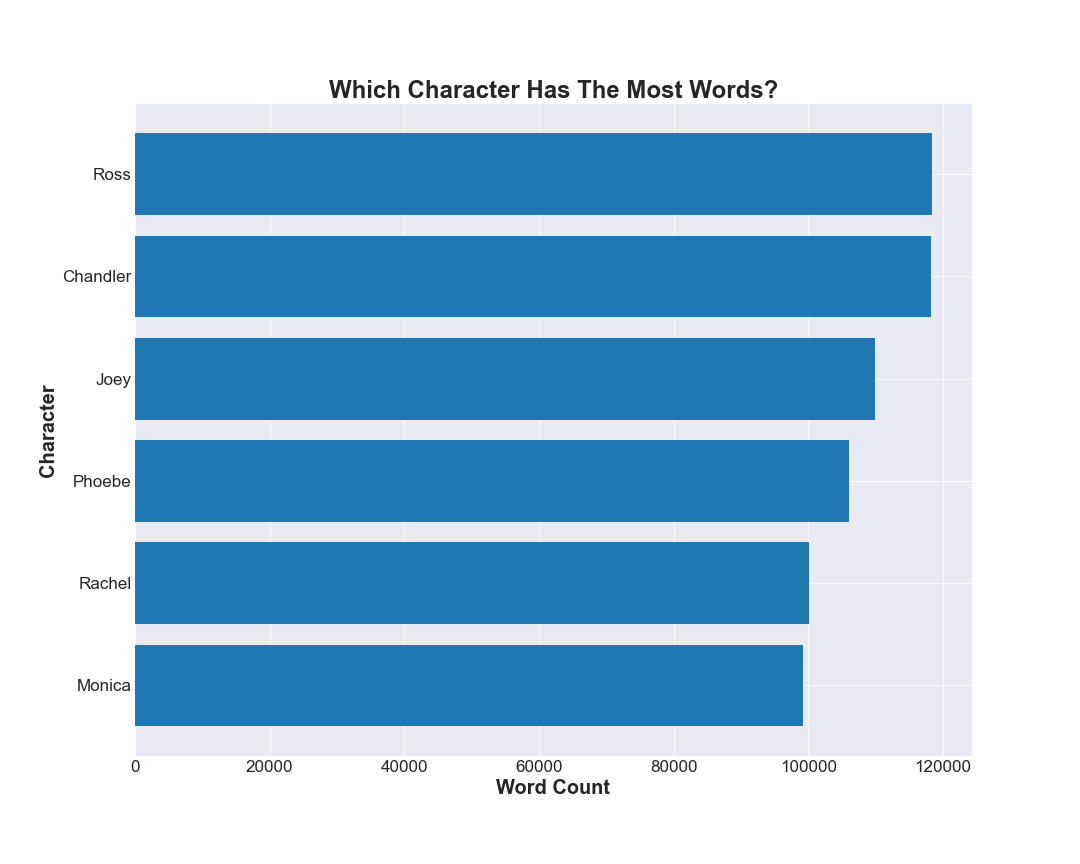 Which Character Has The Most Words?
Character
Ross
Chandler
Joey
Phoebe
Rachel
Monica
0 20000 40000 60000 80000 100000 120000
Word Count